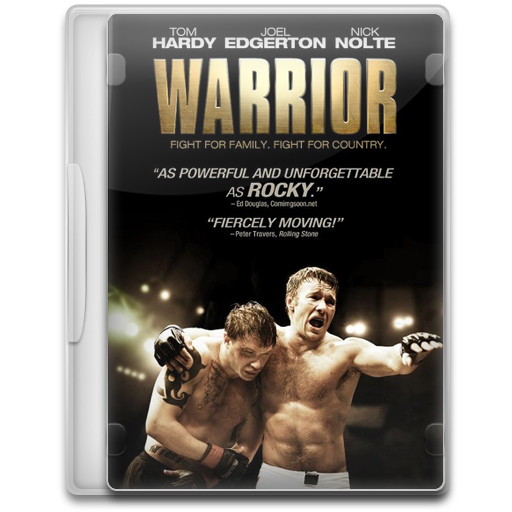 TOM JOEL NICK
HARDY EDGERTON NOLTE
WARRIOR
FIGHT FOR FAMILY. FIGHT FOR COUNTRY.
"AS POWERFUL AND UNFORGETTABLE
AS ROCKY."
– Ed Douglas, Comimgsoon.net
"FIERCELY MOVING!"
– Peter Travers, Rolling Stone